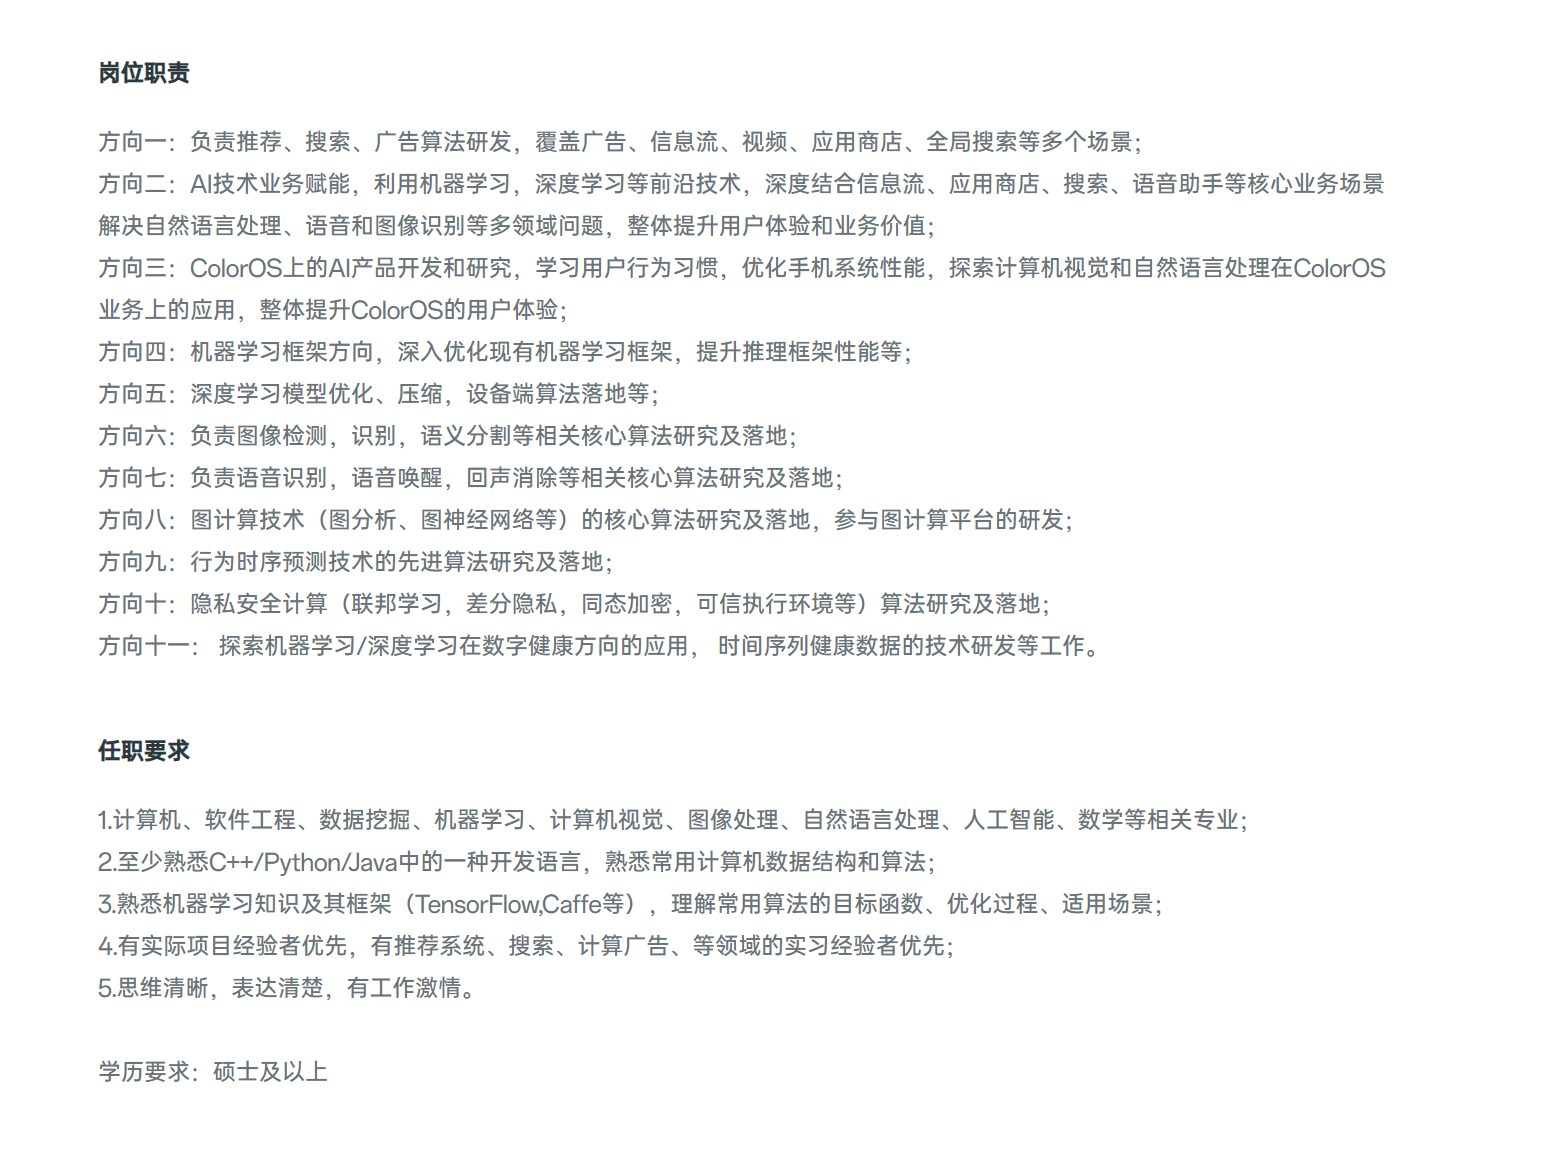 岗位职责
方向一：负责推荐、搜索、广告算法研发，覆盖广告、信息流、视频、应用商店、全局搜索等多个场景；
方向二：AI技术业务赋能，利用机器学习，深度学习等前沿技术，深度结合信息流、应用商店、搜索、语音助手等核心业务场景
解决自然语言处理、语音和图像识别等多领域问题，整体提升用户体验和业务价值；
方向三：ColorOS上的AI产品开发和研究，学习用户行为习惯，优化手机系统性能，探索计算机视觉和自然语言处理在ColorOS
业务上的应用，整体提升ColorOS的用户体验；
方向四：机器学习框架方向，深入优化现有机器学习框架，提升推理框架性能等；
方向五：深度学习模型优化、压缩，设备端算法落地等；
方向六：负责图像检测，识别，语义分割等相关核心算法研究及落地；
方向七：负责语音识别，语音唤醒，回声消除等相关核心算法研究及落地；
方向八：图计算技术（图分析、图神经网络等）的核心算法研究及落地，参与图计算平台的研发；
方向九：行为时序预测技术的先进算法研究及落地；
方向十：隐私安全计算（联邦学习，差分隐私，同态加密，可信执行环境等）算法研究及落地；
方向十一： 探索机器学习/深度学习在数字健康方向的应用， 时间序列健康数据的技术研发等工作。
任职要求
1.计算机、软件工程、数据挖掘、机器学习、计算机视觉、图像处理、自然语言处理、人工智能、数学等相关专业；
2.至少熟悉C++/Python/Java中的一种开发语言，熟悉常用计算机数据结构和算法；
3.熟悉机器学习知识及其框架（TensorFlow,Caffe等），理解常用算法的目标函数、优化过程、适用场景；
4.有实际项目经验者优先，有推荐系统、搜索、计算广告、等领域的实习经验者优先；
5.思维清晰，表达清楚，有工作激情。
学历要求：硕士及以上